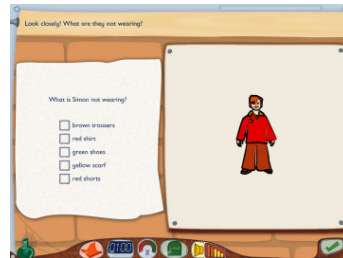 Look closely! What are they not wearing?
What is Simon not wearing?
brown trousers
red shirt
green shoes
yellow scarf
red shorts
0100